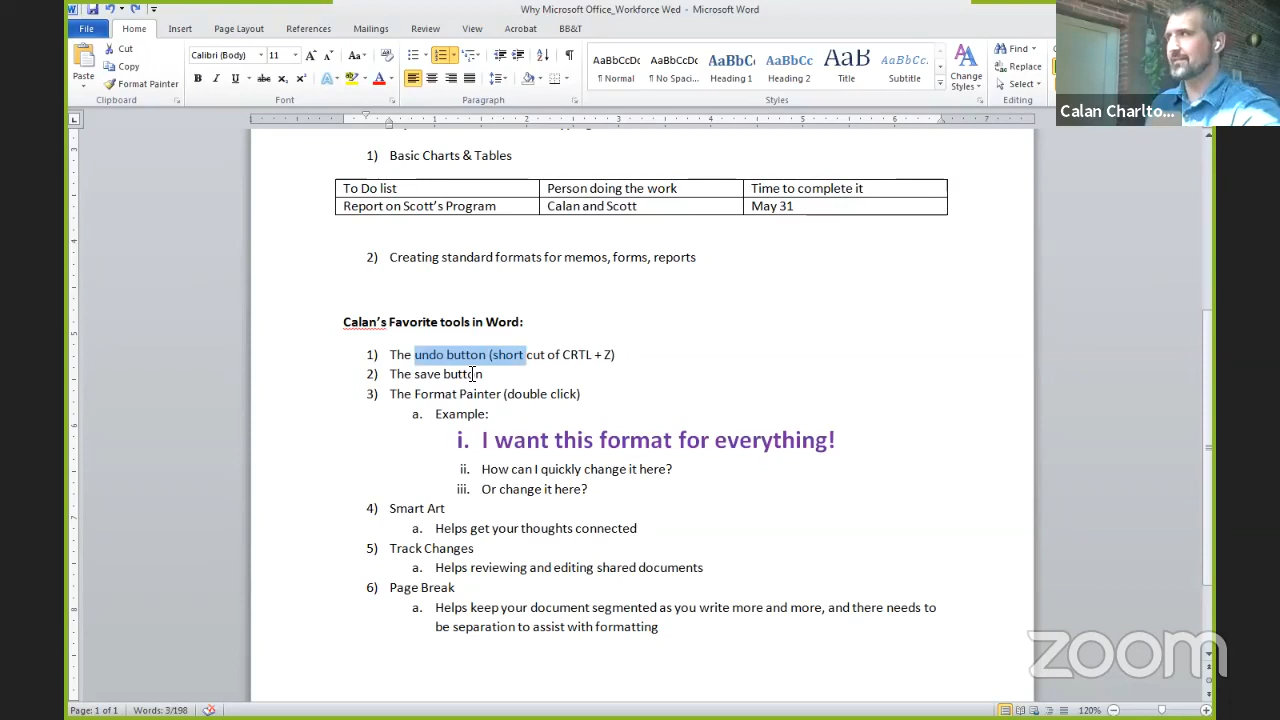 Why Microsoft Office_Workforce Wed - Microsoft Word
File Home Insert Page Layout References Mailings Review View Acrobat BB&T
Paste
Cut
Copy
Format Painter
Clipboard
Calibri (Body) 11
Font
Paragraph
AaBbCcDc AaBbCcDc AaBbCc AaBbCc AaB AaBbCc.
¶ Normal ¶ No Spaci... Heading 1 Heading 2 Title Subtitle
Change
Styles
Styles
Find
Replace
Select
Editing
Calan Charlto...
1) Basic Charts & Tables
To Do list Person doing the work Time to complete it
Report on Scott's Program Calan and Scott May 31
2) Creating standard formats for memos, forms, reports
Calan's Favorite tools in Word:
1) The undo button (short cut of CRTL + Z)
2) The save button
3) The Format Painter (double click)
a. Example:
i. I want this format for everything!
ii. How can I quickly change it here?
iii. Or change it here?
4) Smart Art
a. Helps get your thoughts connected
5) Track Changes
a. Helps reviewing and editing shared documents
6) Page Break
a. Helps keep your document segmented as you write more and more, and there needs to
be separation to assist with formatting
zoom
Page: 1 of 1 Words: 3/198 120%